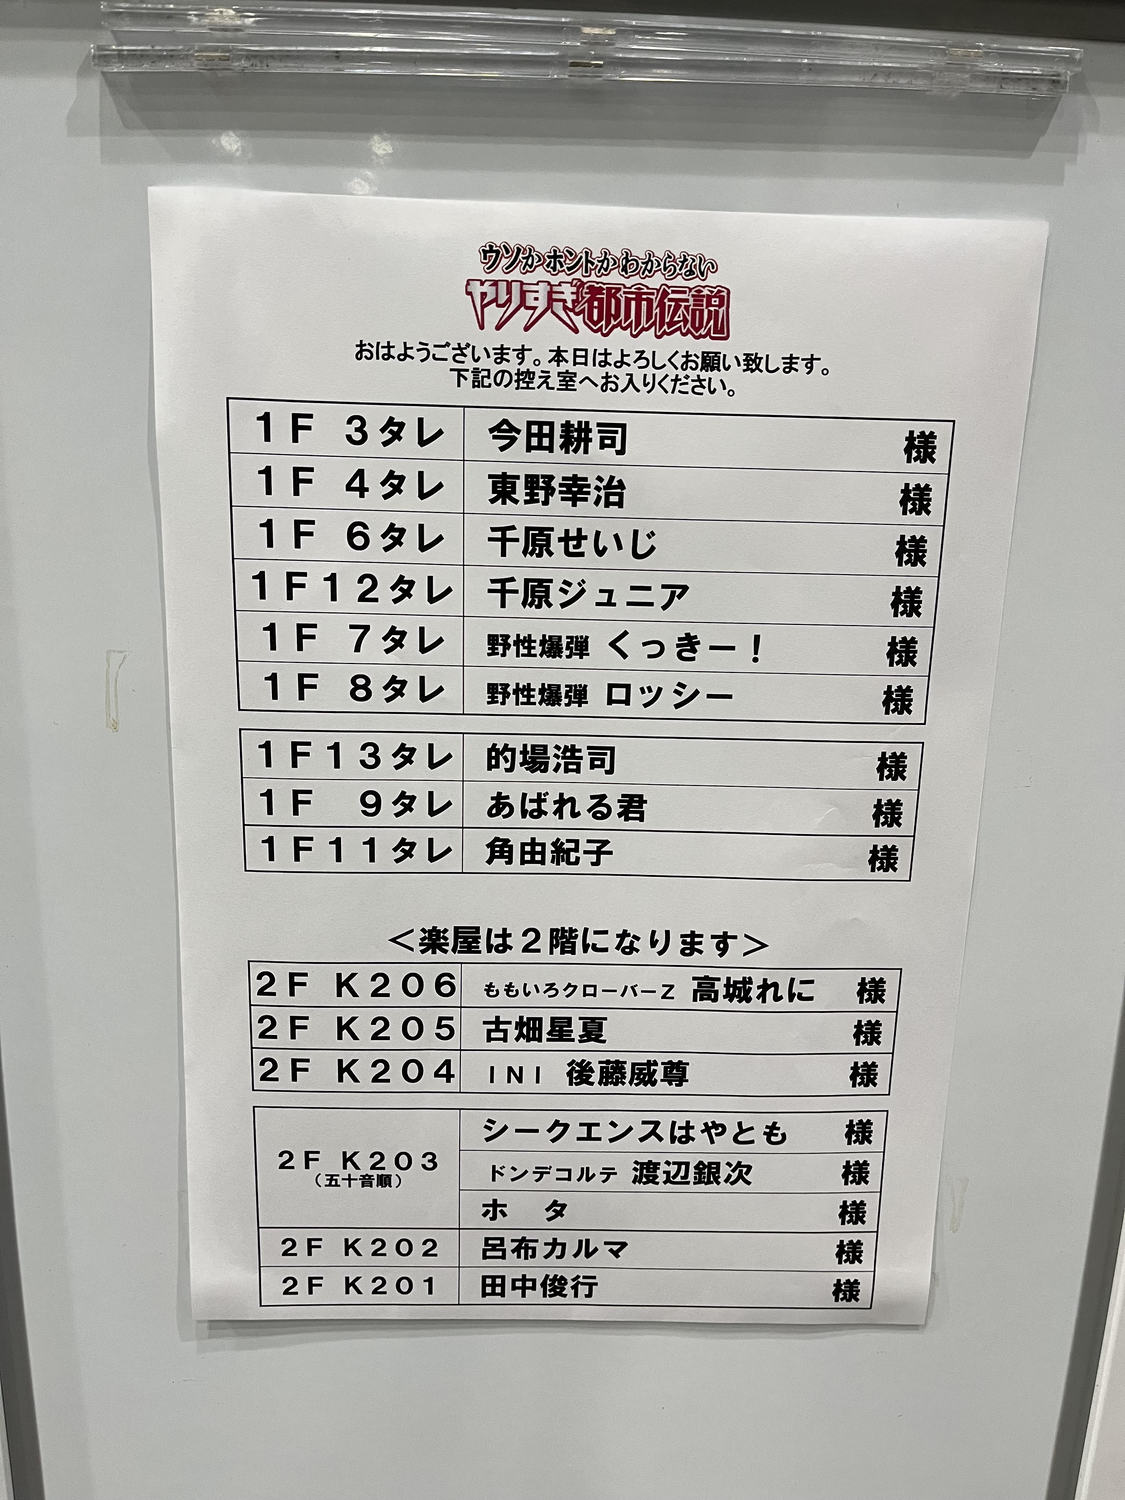 ウソかホントかわからない
やりすぎ都市伝説
おはようございます。本日はよろしくお願い致します。
下記の控え室へお入りください。
1F 3タレ 今田耕司 様
1F 4タレ 東野幸治 様
1F 6タレ 千原せいじ 様
1F12タレ 千原ジュニア 様
1F 7タレ 野性爆弾 くっきー！ 様
1F 8タレ 野性爆弾 ロッシー 様
1F13タレ 的場浩司 様
1F 9タレ あばれる君 様
1F11タレ 角由紀子 様
＜楽屋は2階になります＞
2F K206 ももいろクローバーZ 高城れに 様
2F K205 古畑星夏 様
2F K204 INI 後藤威尊 様
2F K203
（五十音順）
シークエンスはやとも 様
ドンデコルテ 渡辺銀次 様
ホ タ 様
2F K202 呂布カルマ 様
2F K201 田中俊行 様